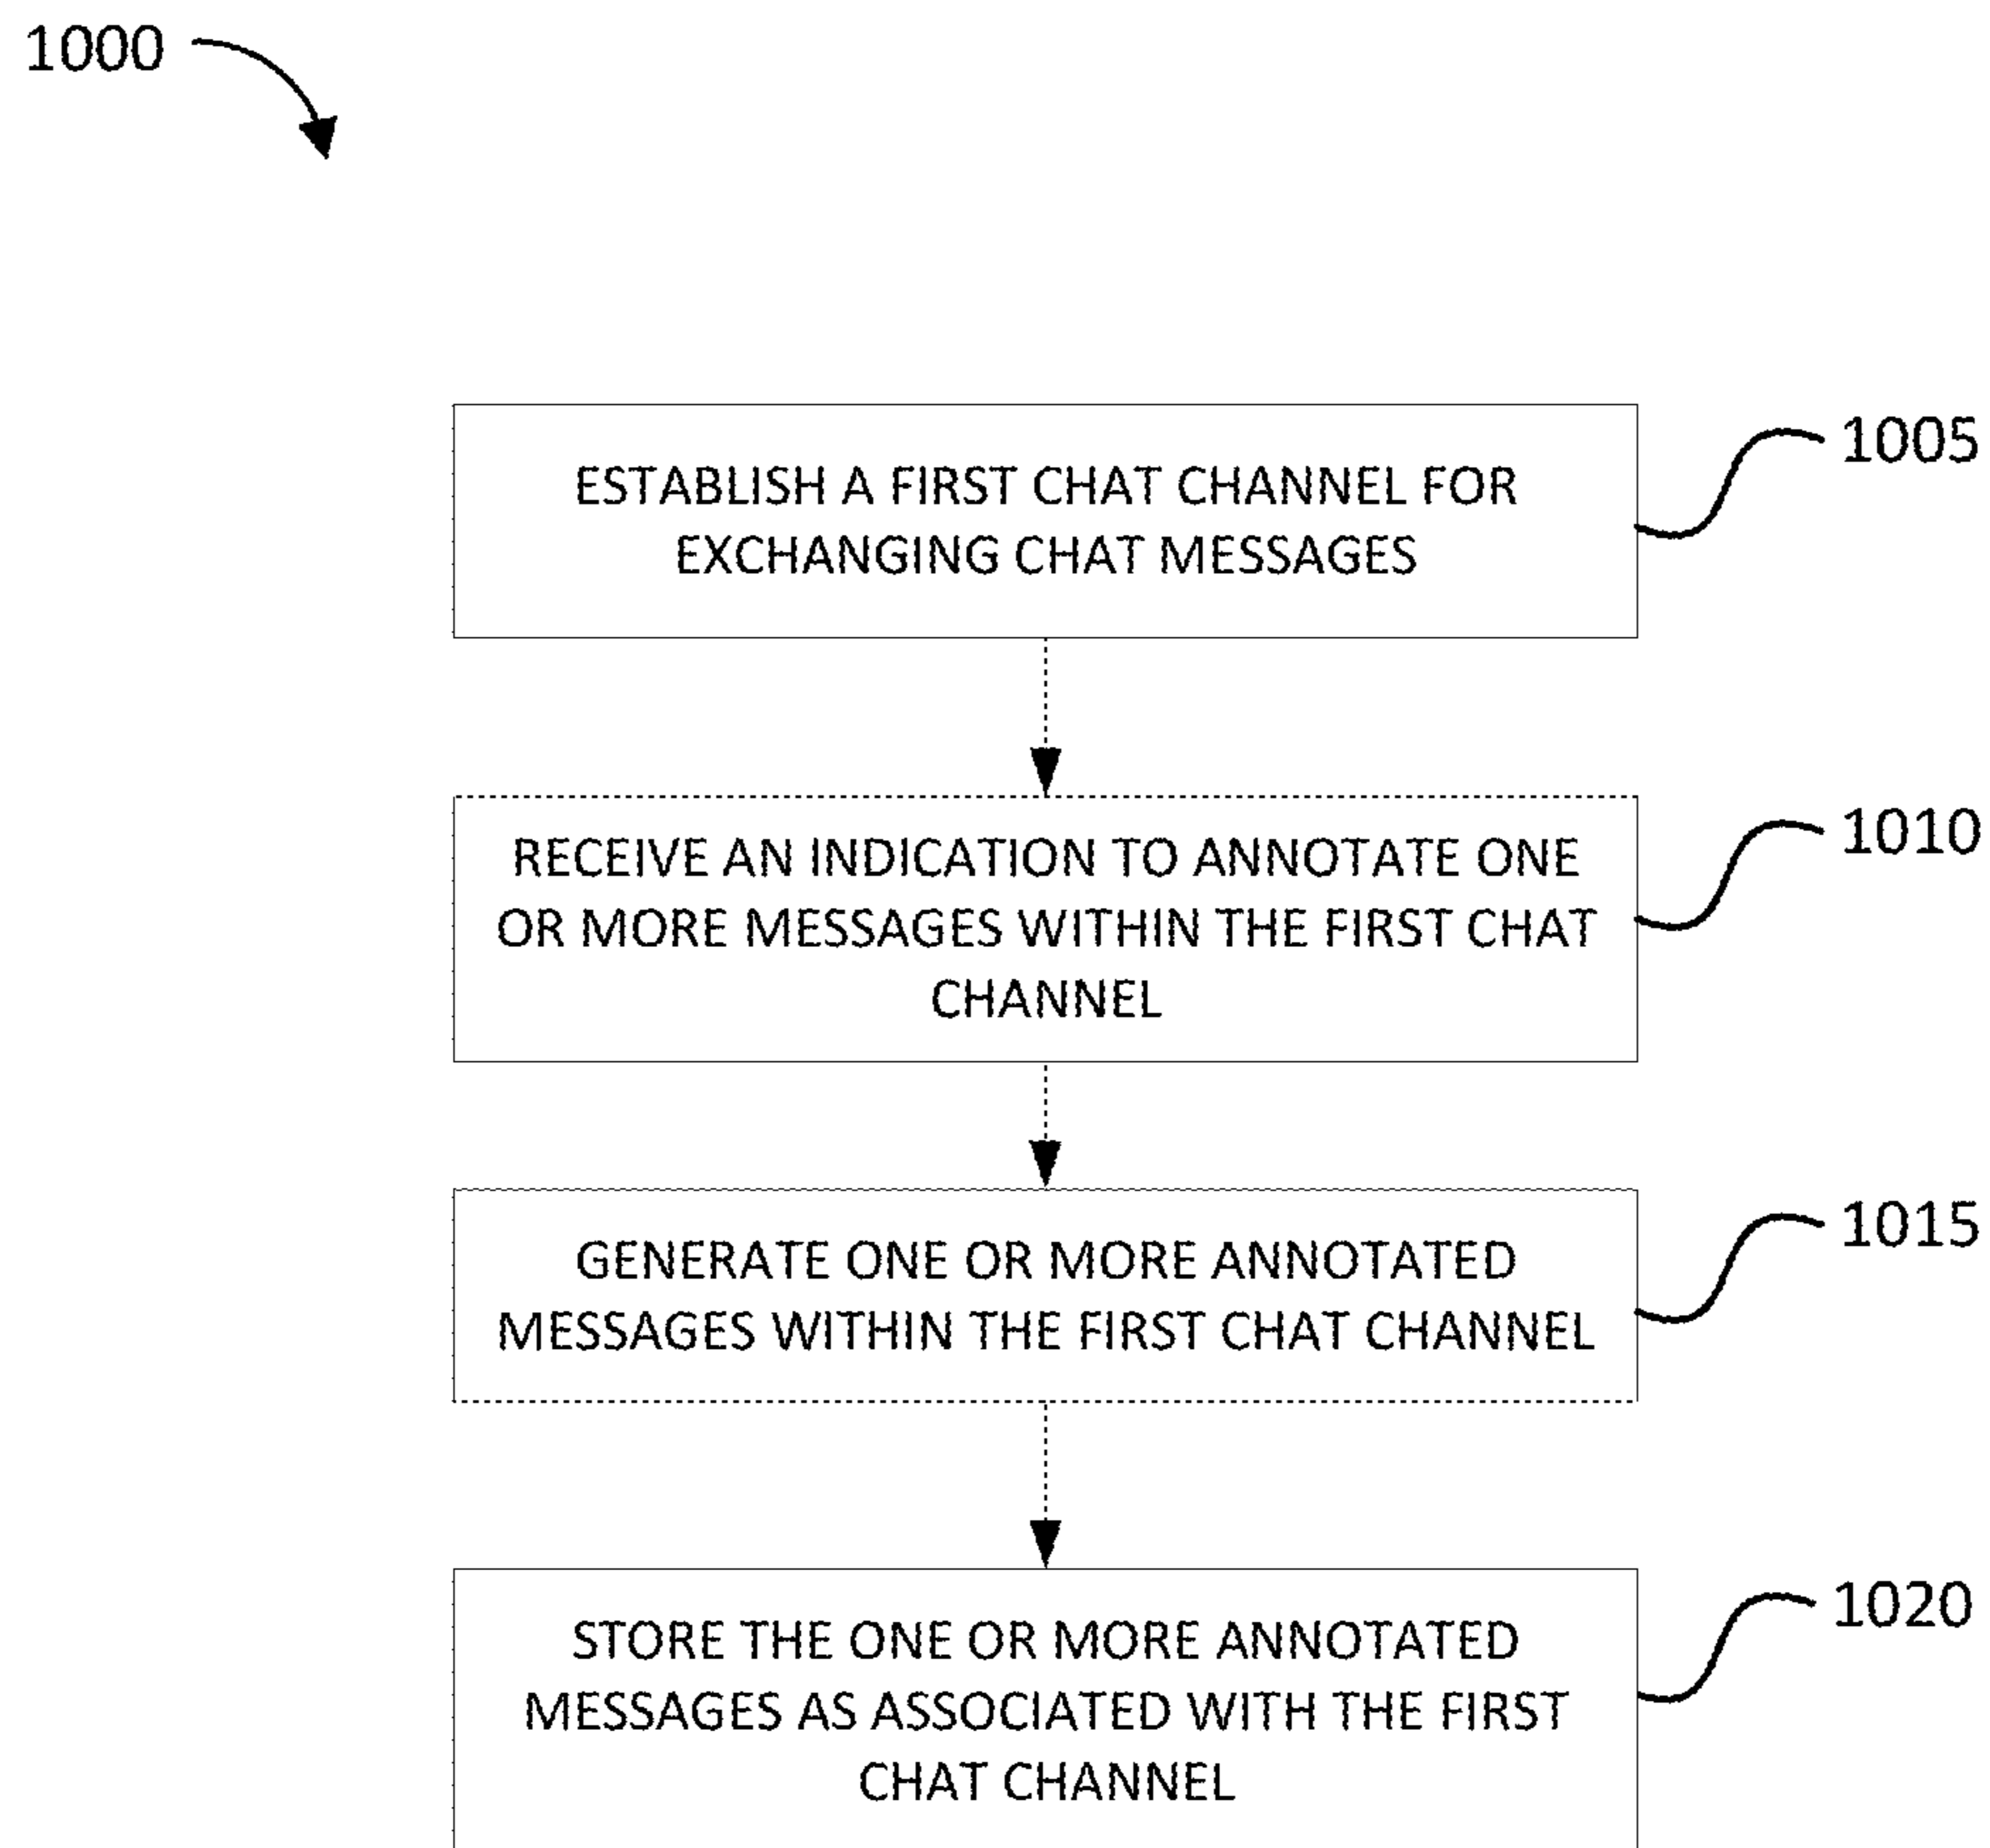 1000
ESTABLISH A FIRST CHAT CHANNEL FOR
EXCHANGING CHAT MESSAGES
1005
RECEIVE AN INDICATION TO ANNOTATE ONE
OR MORE MESSAGES WITHIN THE FIRST CHAT
CHANNEL
1010
GENERATE ONE OR MORE ANNOTATED
MESSAGES WITHIN THE FIRST CHAT CHANNEL
1015
STORE THE ONE OR MORE ANNOTATED
MESSAGES AS ASSOCIATED WITH THE FIRST
CHAT CHANNEL
1020